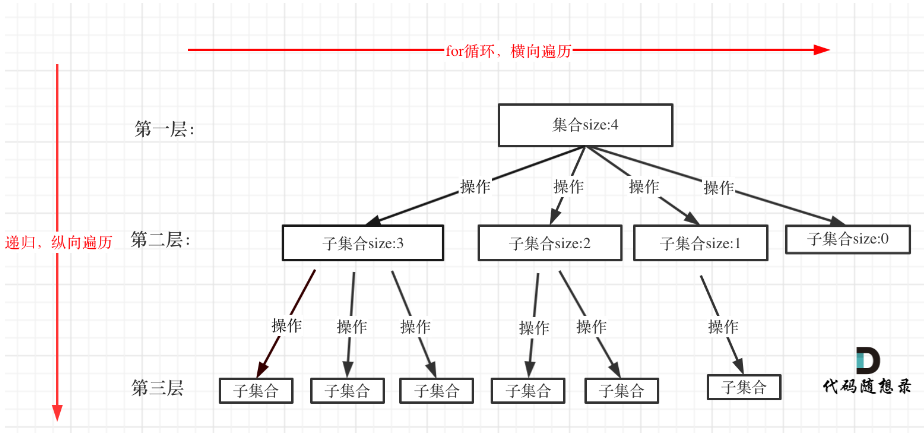 for循环，横向遍历
第一层：
集合size:4
操作
操作
操作
操作
递归，纵向遍历
第二层：
子集合size:3
子集合size:2
子集合size:1
子集合size:0
操作
操作
操作
操作
操作
操作
第三层
子集合
子集合
子集合
子集合
子集合
子集合
代码随想录